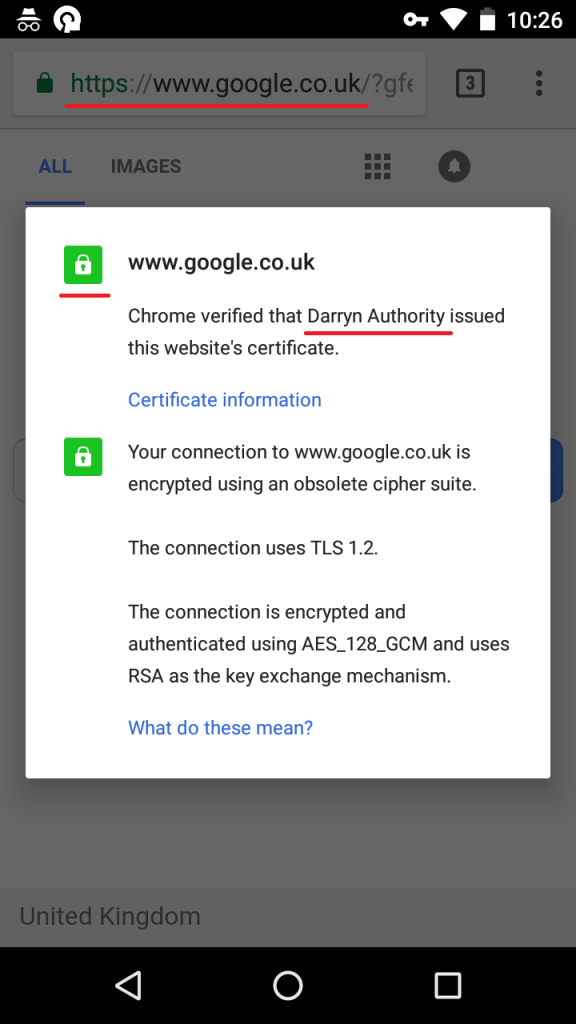 10:26
https://www.google.co.uk/?gfe
3
ALL IMAGES
www.google.co.uk
Chrome verified that Darryn Authority issued
this website's certificate.
Certificate information
Your connection to www.google.co.uk is
encrypted using an obsolete cipher suite.
The connection uses TLS 1.2.
The connection is encrypted and
authenticated using AES_128_GCM and uses
RSA as the key exchange mechanism.
What do these mean?
United Kingdom